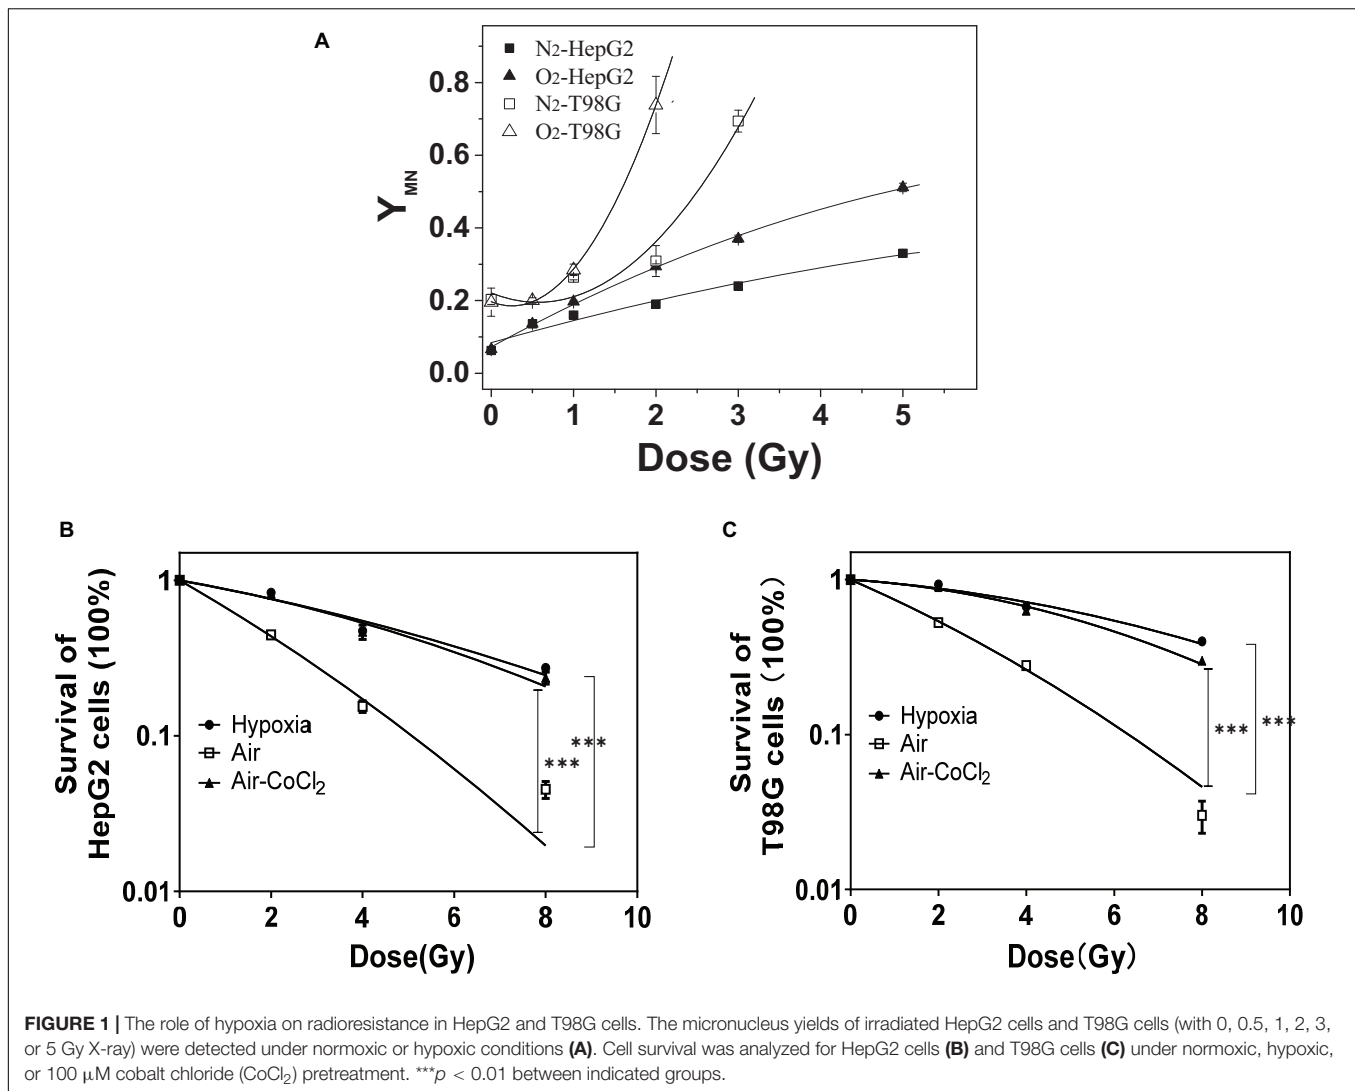 A
N2-HepG2
O2-HepG2
N2-T98G
O2-T98G
0.8
0.6
0.4
0.2
0.0
Y_MN
0 1 2 3 4 5
Dose (Gy)
B
Survival of
HepG2 cells (100%)
1
0.1
0.01
Hypoxia
Air
Air-CoCl₂
***
***
0 2 4 6 8 10
Dose(Gy)
C
Survival of
T98G cells (100%)
1
0.1
0.01
Hypoxia
Air
Air-CoCl₂
***
***
0 2 4 6 8 10
Dose(Gy)
FIGURE 1 | The role of hypoxia on radioresistance in HepG2 and T98G cells. The micronucleus yields of irradiated HepG2 cells and T98G cells (with 0, 0.5, 1, 2, 3,
or 5 Gy X-ray) were detected under normoxic or hypoxic conditions (A). Cell survival was analyzed for HepG2 cells (B) and T98G cells (C) under normoxic, hypoxic,
or 100 μM cobalt chloride (CoCl₂) pretreatment. ***p < 0.01 between indicated groups.